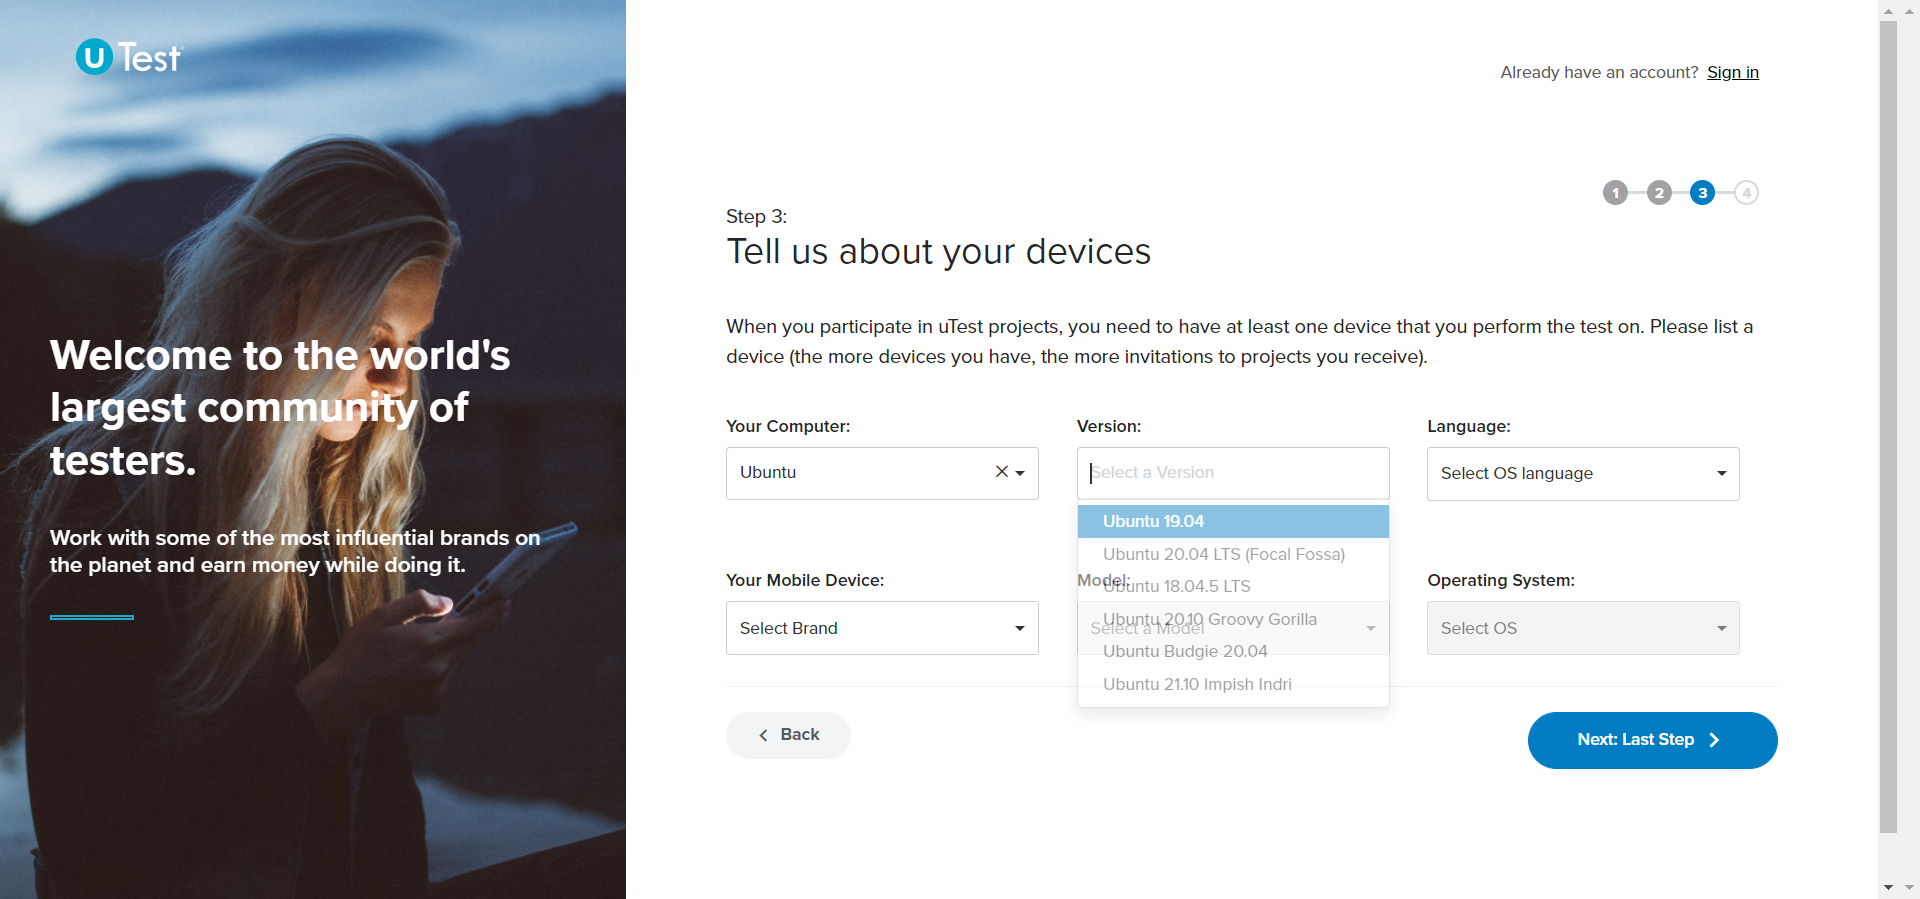 U Test
Already have an account? Sign in
1 2 3 4
Step 3:
Tell us about your devices
When you participate in uTest projects, you need to have at least one device that you perform the test on. Please list a
device (the more devices you have, the more invitations to projects you receive).
Welcome to the world's
largest community of
testers.
Work with some of the most influential brands on
the planet and earn money while doing it.
Your Computer:
Ubuntu
Version:
Select a Version
Ubuntu 19.04
Ubuntu 20.04 LTS (Focal Fossa)
Ubuntu 18.04.5 LTS
Ubuntu 20.10 Groovy Gorilla
Ubuntu Budgie 20.04
Ubuntu 21.10 Impish Indri
Language:
Select OS language
Your Mobile Device:
Select Brand
Model:
Select a Model
Operating System:
Select OS
Back
Next: Last Step